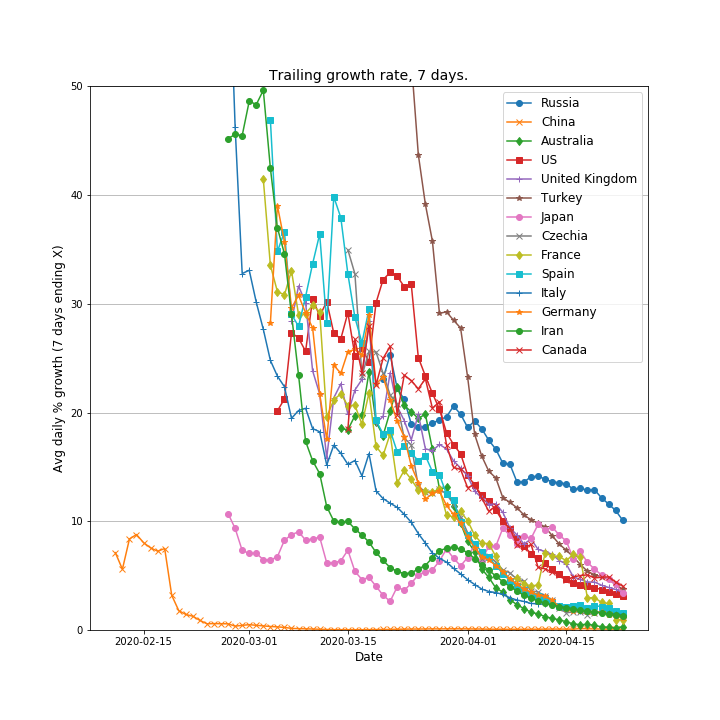 Trailing growth rate, 7 days.
Avg daily % growth (7 days ending X)
50
40
30
20
10
0
2020-02-15
2020-03-01
2020-03-15
2020-04-01
2020-04-15
Date
Russia
China
Australia
US
United Kingdom
Turkey
Japan
Czechia
France
Spain
Italy
Germany
Iran
Canada